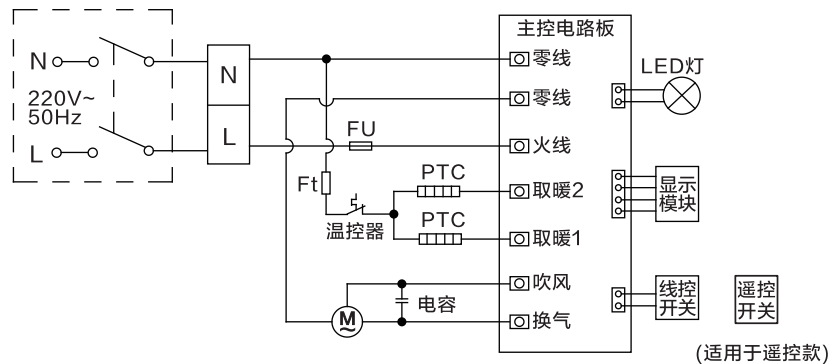 主控电路板
N
220V~
50Hz
L
N
L
零线
零线
火线
取暖2
取暖1
吹风
换气
FU
Ft
温控器
PTC
PTC
M
~
电容
LED灯
显示
模块
线控
开关
遥控
开关
(适用于遥控款)